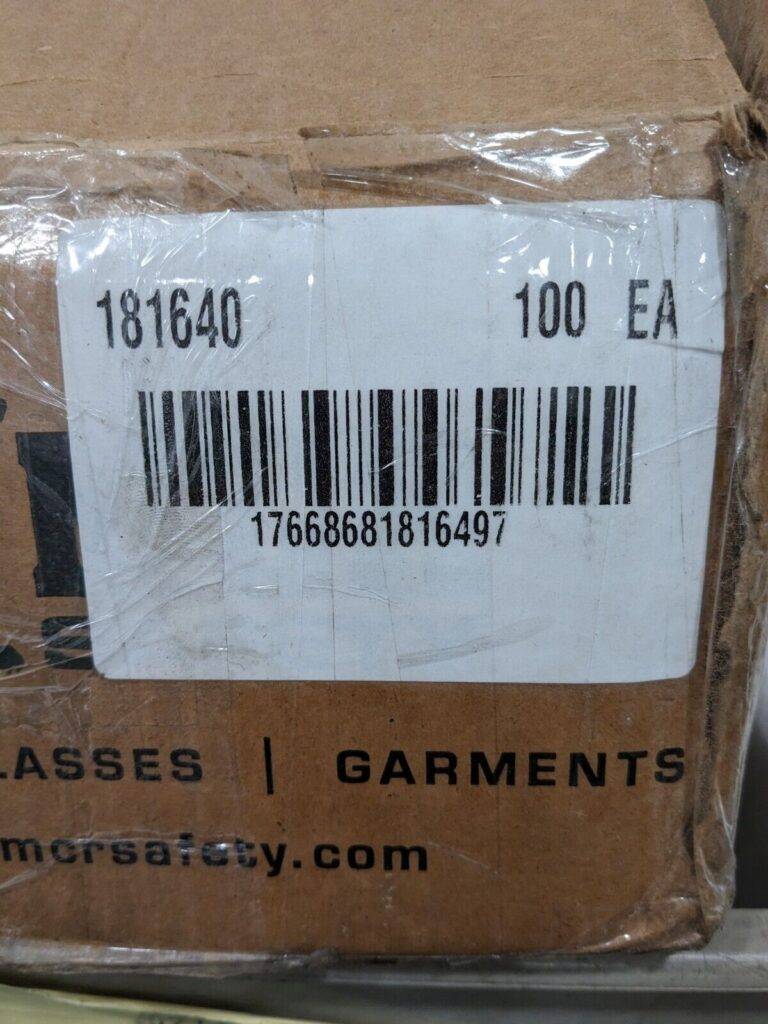 181640 100 EA
17668681816497
LASSES | GARMENTS
mcrsafety.com